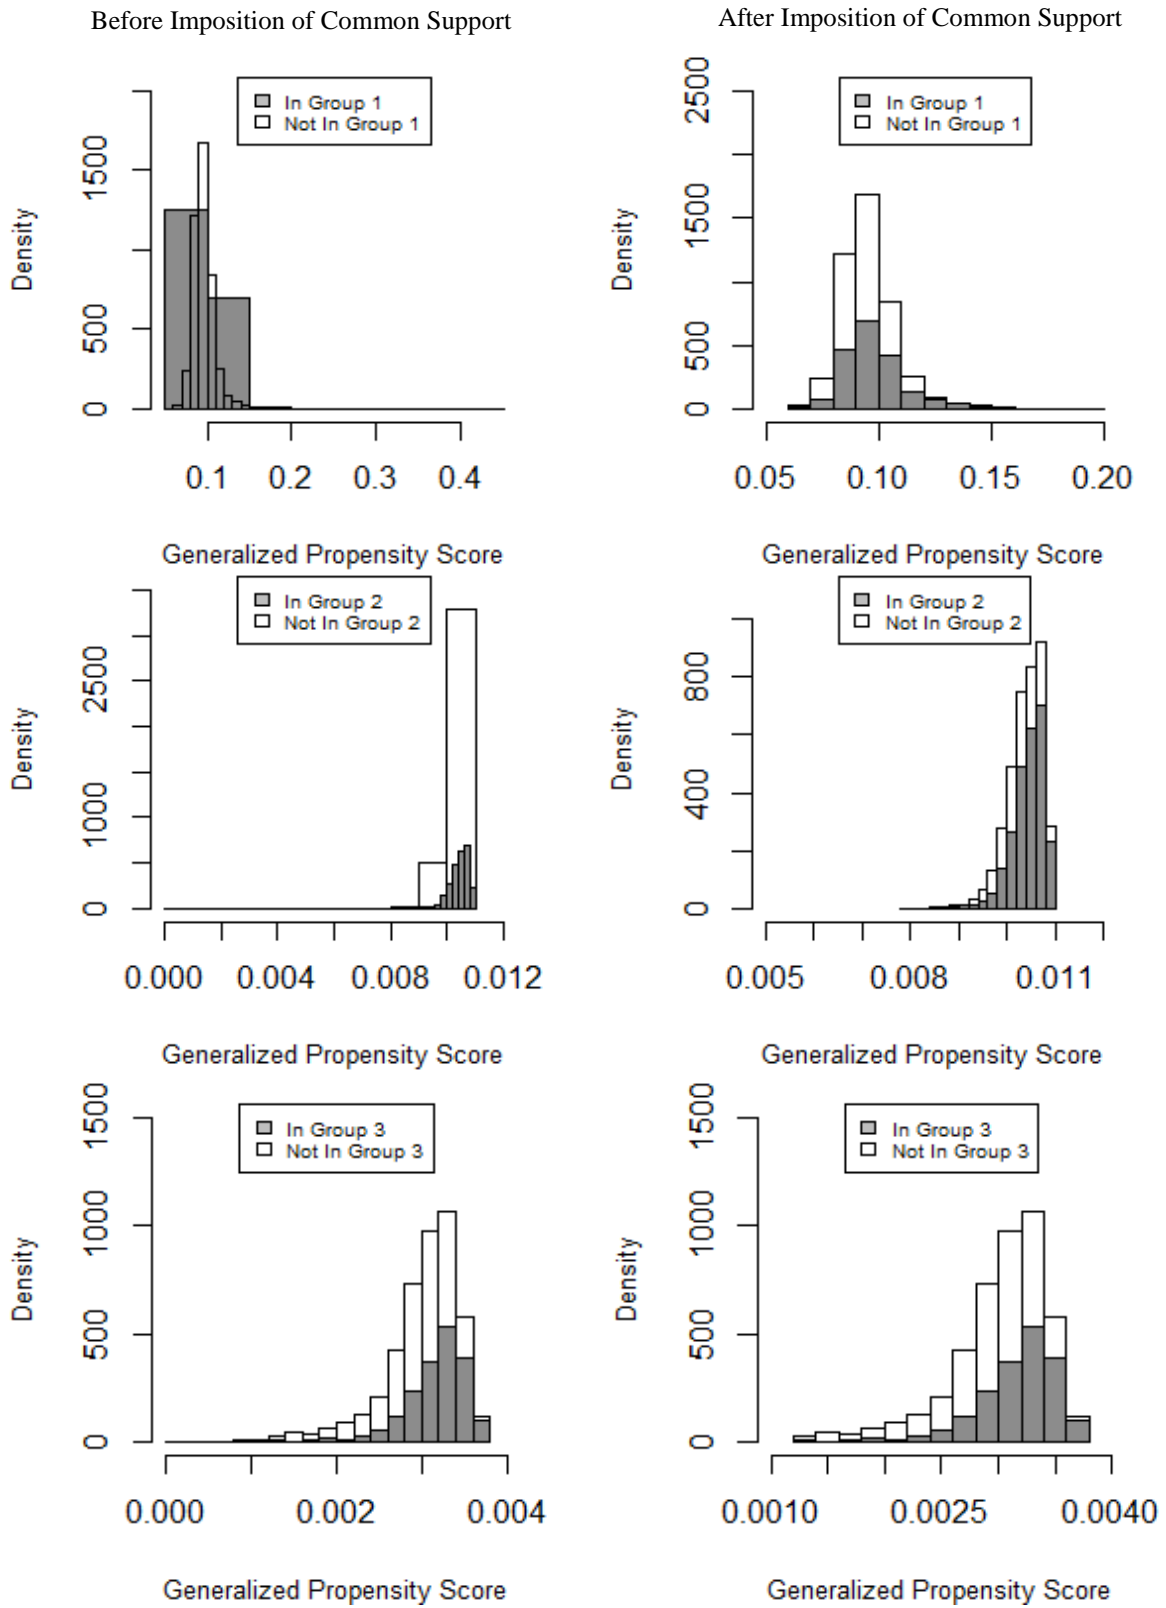 Before Imposition of Common Support
After Imposition of Common Support
In Group 1
Not In Group 1
Density
0
500
1500
0.1 0.2 0.3 0.4
Generalized Propensity Score
In Group 1
Not In Group 1
Density
0
500
1500
2500
0.05 0.10 0.15 0.20
Generalized Propensity Score
In Group 2
Not In Group 2
Density
0
1000
2500
0.000 0.004 0.008 0.012
Generalized Propensity Score
In Group 2
Not In Group 2
Density
0
400
800
0.005 0.008 0.011
Generalized Propensity Score
In Group 3
Not In Group 3
Density
0
500
1000
1500
0.000 0.002 0.004
Generalized Propensity Score
In Group 3
Not In Group 3
Density
0
500
1000
1500
0.0010 0.0025 0.0040
Generalized Propensity Score